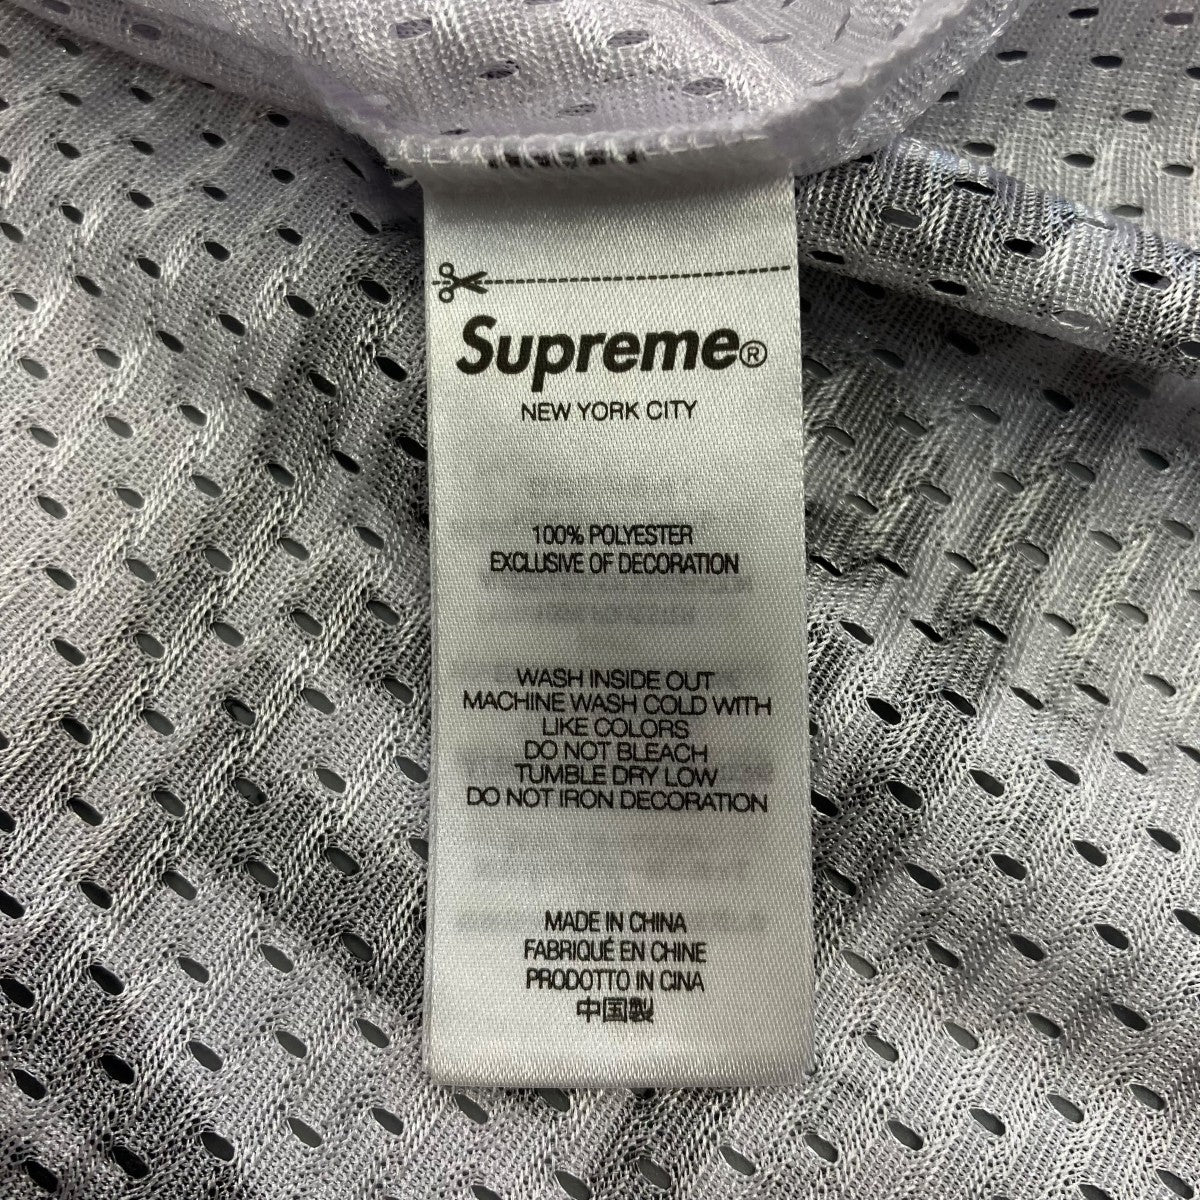 Supreme®
NEW YORK CITY
100% POLYESTER
EXCLUSIVE OF DECORATION
WASH INSIDE OUT
MACHINE WASH COLD WITH
LIKE COLORS
DO NOT BLEACH
TUMBLE DRY LOW
DO NOT IRON DECORATION
MADE IN CHINA
FABRIQUÉ EN CHINE
PRODOTTO IN CINA
中国製